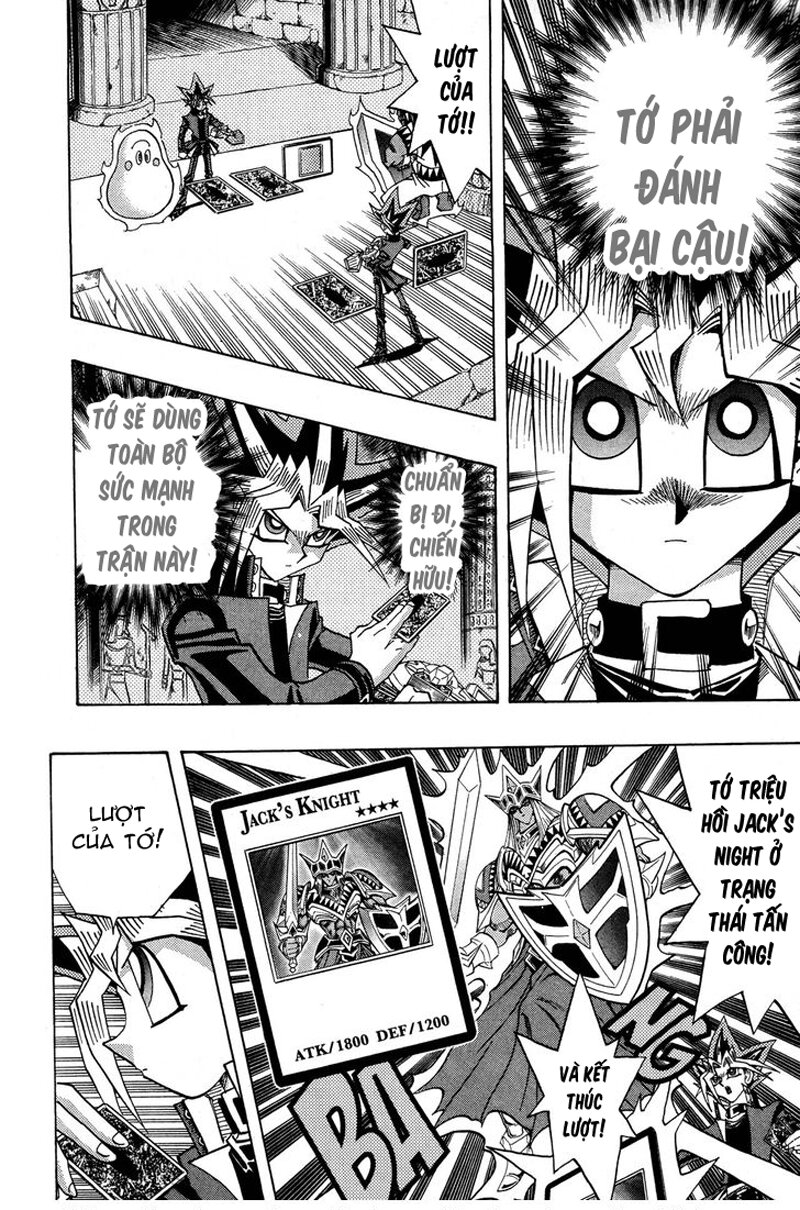 TỚ PHẢI
ĐÁNH
BẠI CẬU!
LƯỢT
CỦA
TỚ!!
CHUẨN
BỊ ĐI,
CHIẾN
HỮU!
TỚ SẼ DÙNG
TOÀN BỘ
SỨC MẠNH
TRONG
TRẬN NÀY!
TỚ TRIỆU
HỒI JACK'S
NIGHT Ở
TRẠNG
THÁI TẤN
CÔNG!
JACK'S KNIGHT
ATK/1800 DEF/1200
BANG
VÀ KẾT
THÚC
LƯỢT!
LƯỢT
CỦA TỚ!